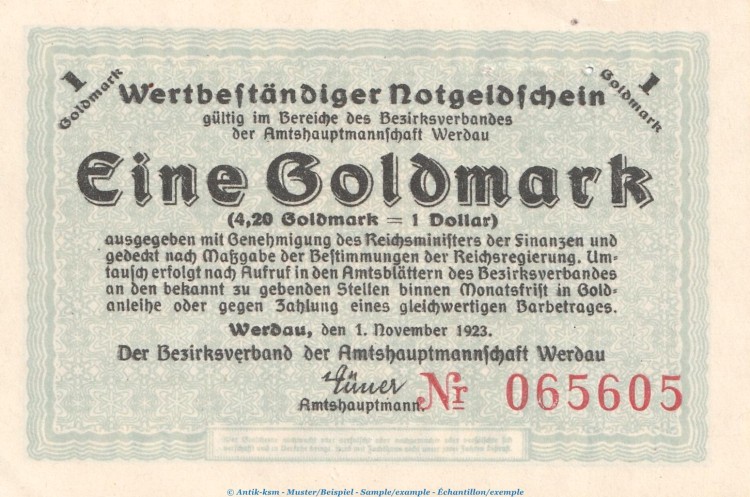 1
Goldmark
1
Goldmark
Wertbeſtändiger Notgeldſchein
gültig im Bereiche des Bezirksverbandes
der Amtshauptmannſchaft Werdau
Eine Goldmark
(4,20 Goldmark = 1 Dollar)
ausgegeben mit Genehmigung des Reichsminiſters der Finanzen und
gedeckt nach Maßgabe der Beſtimmungen der Reichsregierung. Um-
tauſch erfolgt nach Aufruf in den Amtsblättern des Bezirksverbandes
an den bekannt zu gebenden Stellen binnen Monatsfriſt in Gold-
anleihe oder gegen Zahlung eines gleichwertigen Barbetrages.
Werdau, den 1. November 1923.
Der Bezirksverband der Amtshauptmannſchaft Werdau
Amtshauptmann.
Nr 065605
© Antik-ksm - Muster/Beispiel - Sample/example - Échantillon/exemple